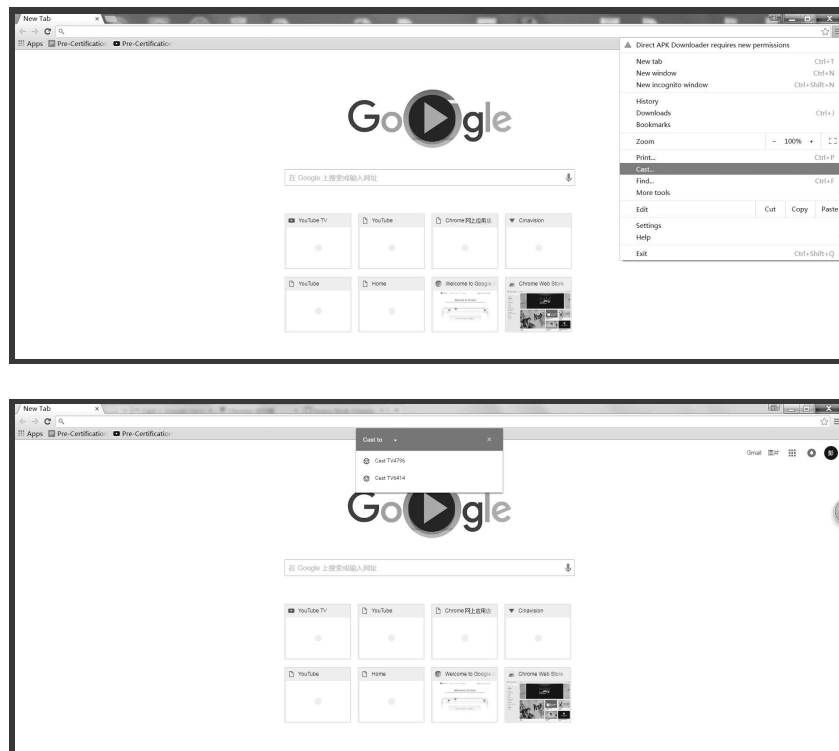 New Tab
Apps Pre-Certification Pre-Certification
Direct APK Downloader requires new permissions
New tab Ctrl+T
New window Ctrl+N
New incognito window Ctrl+Shift+N
History
Downloads Ctrl+J
Bookmarks
Zoom - 100% +
Print... Ctrl+P
Cast...
Find... Ctrl+F
More tools
Edit Cut Copy Paste
Settings
Help
Exit Ctrl+Shift+Q
Google
在 Google 上搜索或输入网址
YouTube TV YouTube Chrome 网上应用店 Cinavision
YouTube Home Welcome to Google Chrome Web Store
New Tab
Apps Pre-Certification Pre-Certification
Cast to
Cast TV4795
Cast TV6414
Gmail 图片
Google
在 Google 上搜索或输入网址
YouTube TV YouTube Chrome 网上应用店 Cinavision
YouTube Home Welcome to Google Chrome Web Store